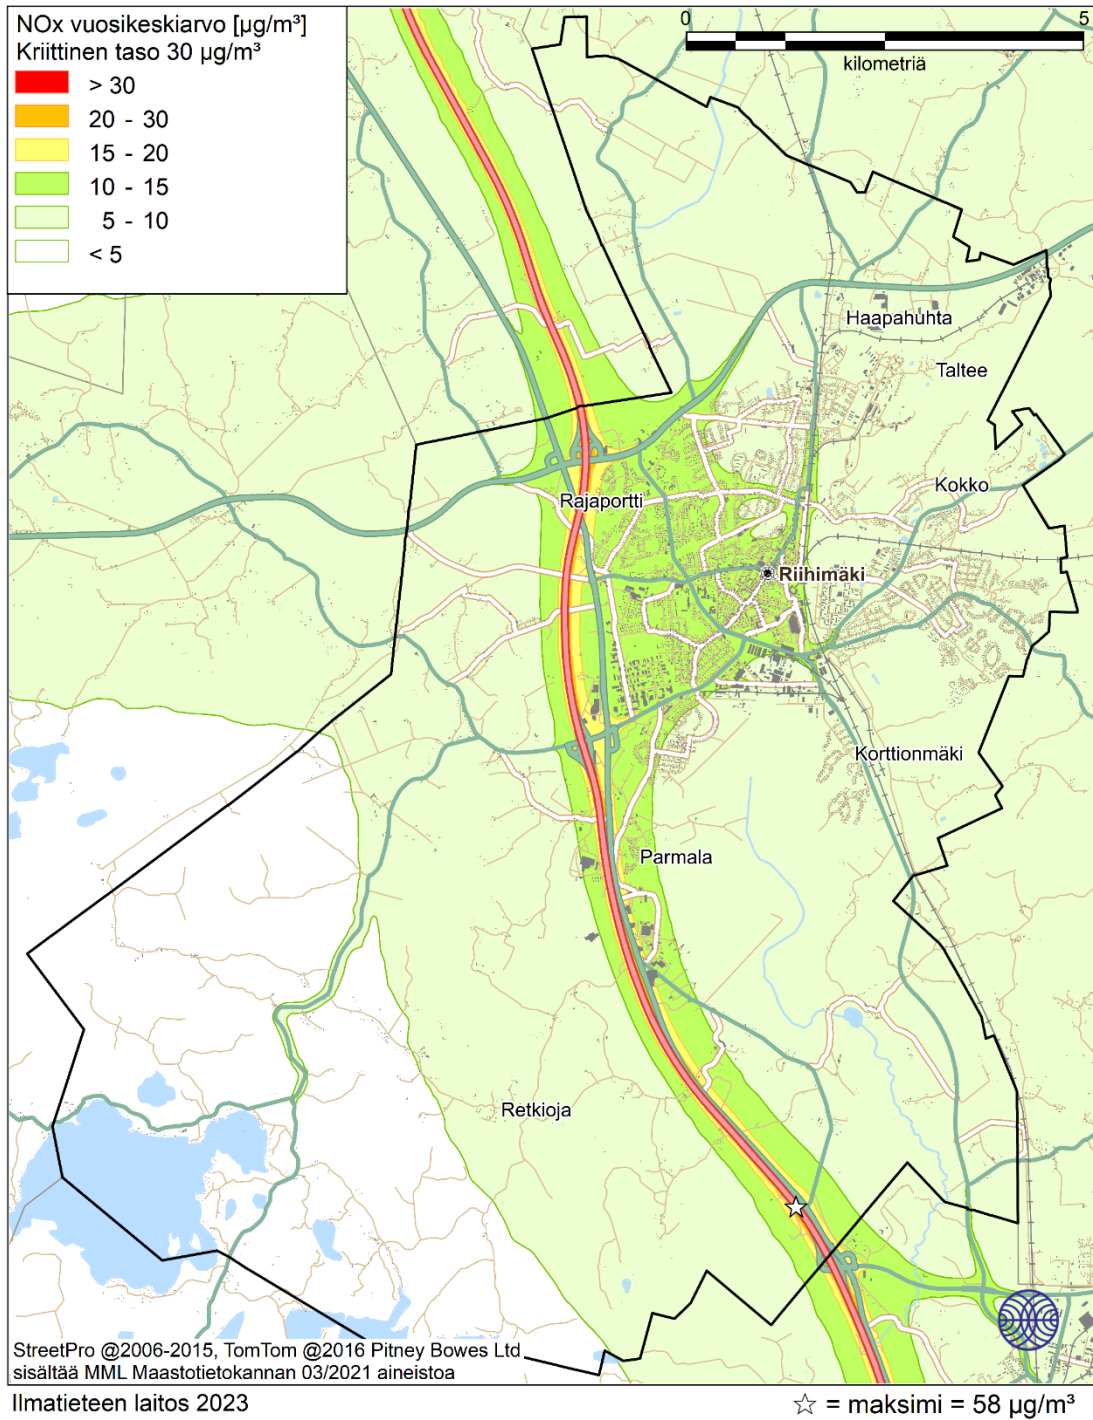 NOx vuosikeskiarvo [µg/m³]
Kriittinen taso 30 µg/m³
> 30
20 - 30
15 - 20
10 - 15
5 - 10
< 5
0 5
kilometriä
Haapahuhta
Taltee
Kokko
Rajaportti
Riihimäki
Korttionmäki
Parmala
Retkioja
StreetPro @2006-2015, TomTom @2016 Pitney Bowes Ltd
sisältää MML Maastotietokannan 03/2021 aineistoa
Ilmatieteen laitos 2023
☆ = maksimi = 58 µg/m³